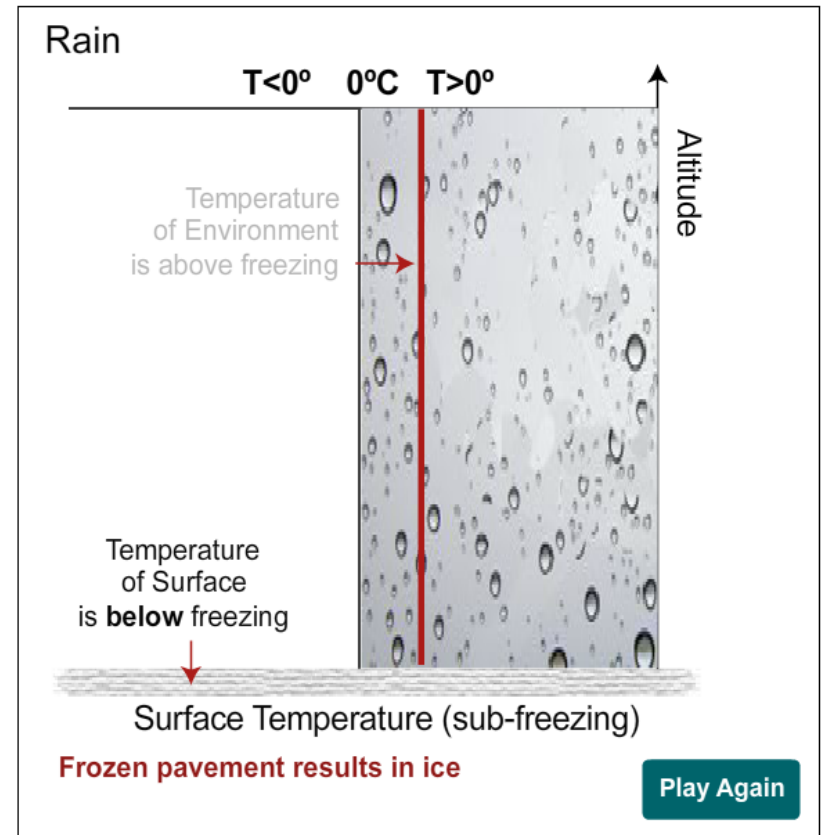 Rain
T<0º 0ºC T>0º
Altitude
Temperature
of Environment
is above freezing
Temperature
of Surface
is below freezing
Surface Temperature (sub-freezing)
Frozen pavement results in ice
Play Again